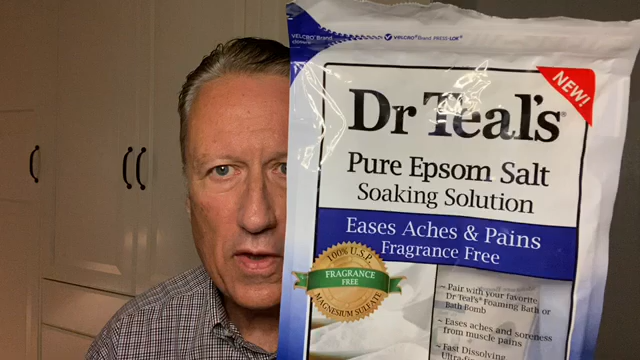 VELCRO® Brand
closure
VELCRO® Brand PRESS-LOK®
NEW!
Dr Teal's®
Pure Epsom Salt
Soaking Solution
Eases Aches & Pains
Fragrance Free
100% U.S.P.
FRAGRANCE
FREE
MAGNESIUM SULFATE
~ Pair with your favorite
Dr Teal's® Foaming Bath or
Bath Bomb
~ Eases aches and soreness
from muscle pains
~ Fast Dissolving